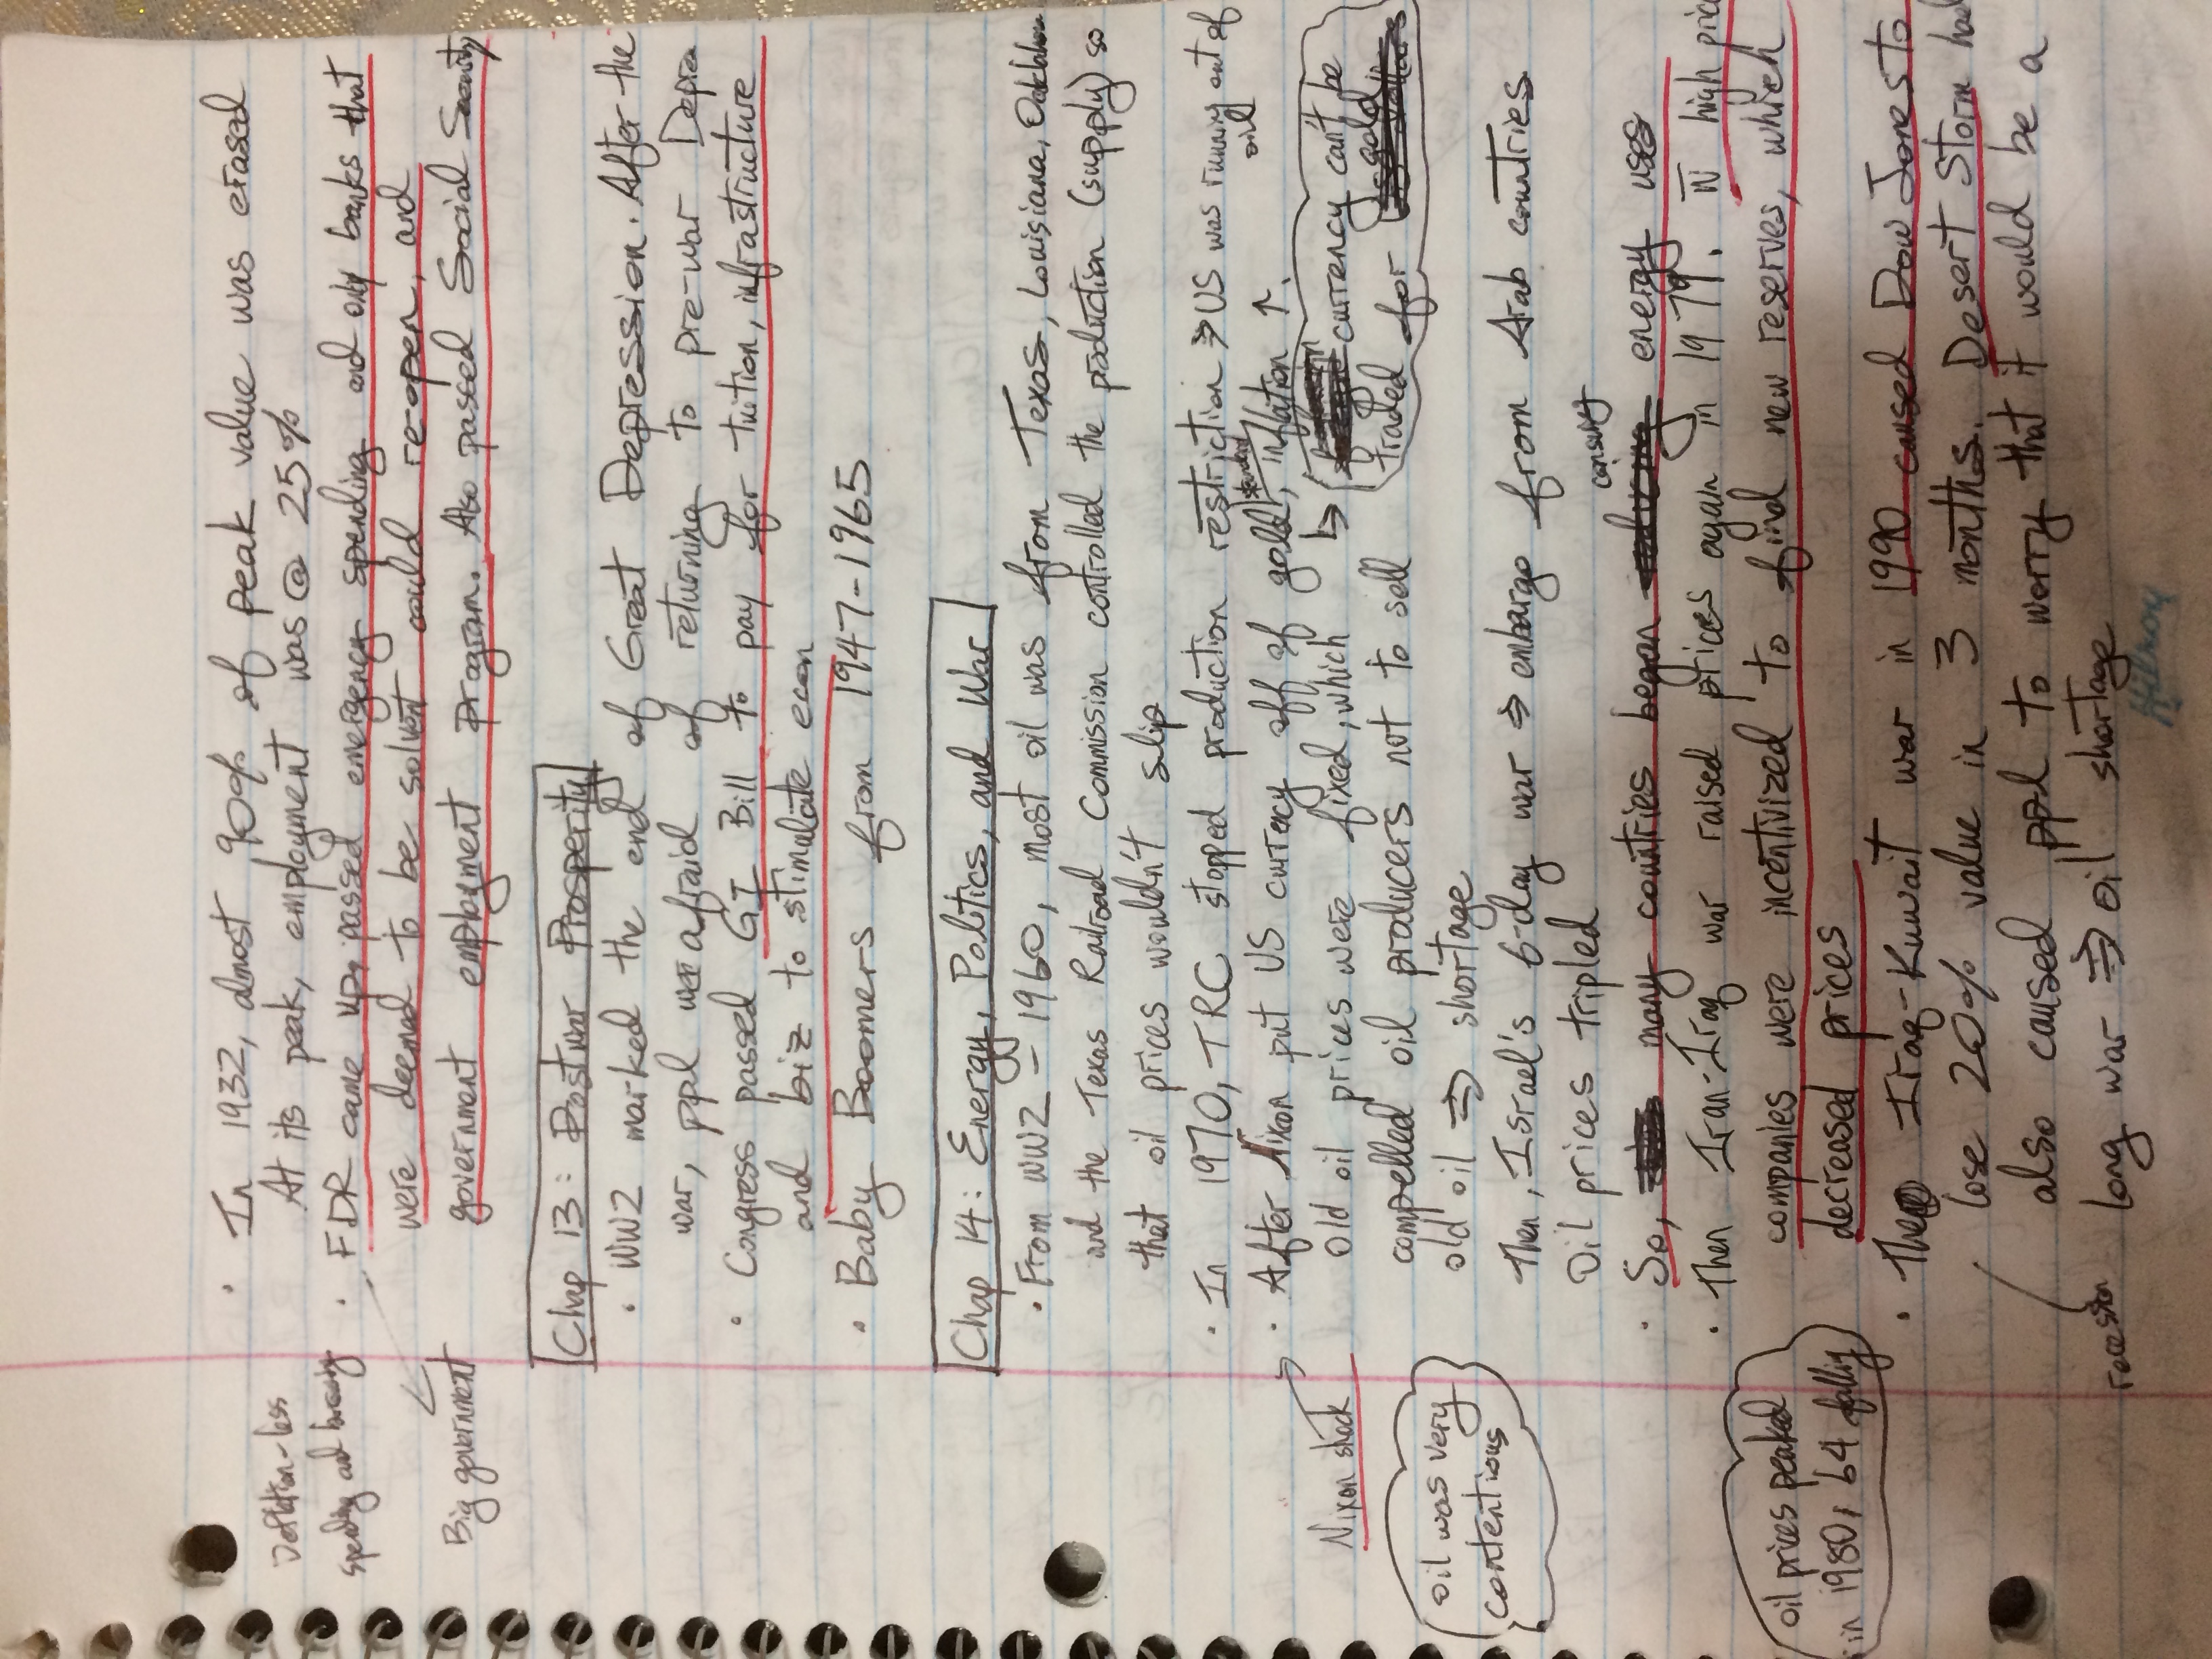 In 1932, almost 90% of peak value was erased
At its peak, employment was @ 25%
Deflation - less
spending and borrowing
FDR came up, passed emergency spending and only banks that
were deemed to be solvent could re-open, and
Big government
government employment program. Also passed Social Security
Chap 13: Postwar Prosperity
WW2 marked the end of Great Depression. After the
war, ppl were afraid of returning to pre-war Depre
Congress passed GI Bill to pay for tuition, infrastructure
and biz to stimulate econ
Baby Boomers from 1947-1965
Chap 14: Energy, Politics, and War
From WW2 - 1960, most oil was from Texas, Louisiana,
and the Texas Railroad Commission controlled the production (supply) so
that oil prices wouldn't slip
In 1970, TRC stopped production restriction ⇒ US was running out of
oil
After Nixon put US currecy off of gold standard, inflation ↑.
Nixon shock
Old oil prices were fixed, which
↳ currency can't be
traded for gold
compelled oil producers not to sell
old oil ⇒ shortage
Oil was very
contentious
Then, Israel's 6-day war ⇒ embargo from Arab countries
Oil prices tripled
So, many countries began energy uses
Then Iran-Iraq war raised prices again in 1979. W high price
companies were incentivized to find new reserves, which
decreased prices
oil prices peaked
in 1980, b4 fallig
The Iraq-Kuwait war in 1990 caused Dow Jones to
lose 20% value in 3 months. Desert Storm had
also caused ppl to worry that it would be a
long war ⇒ oil shortage
recession
Hilroy